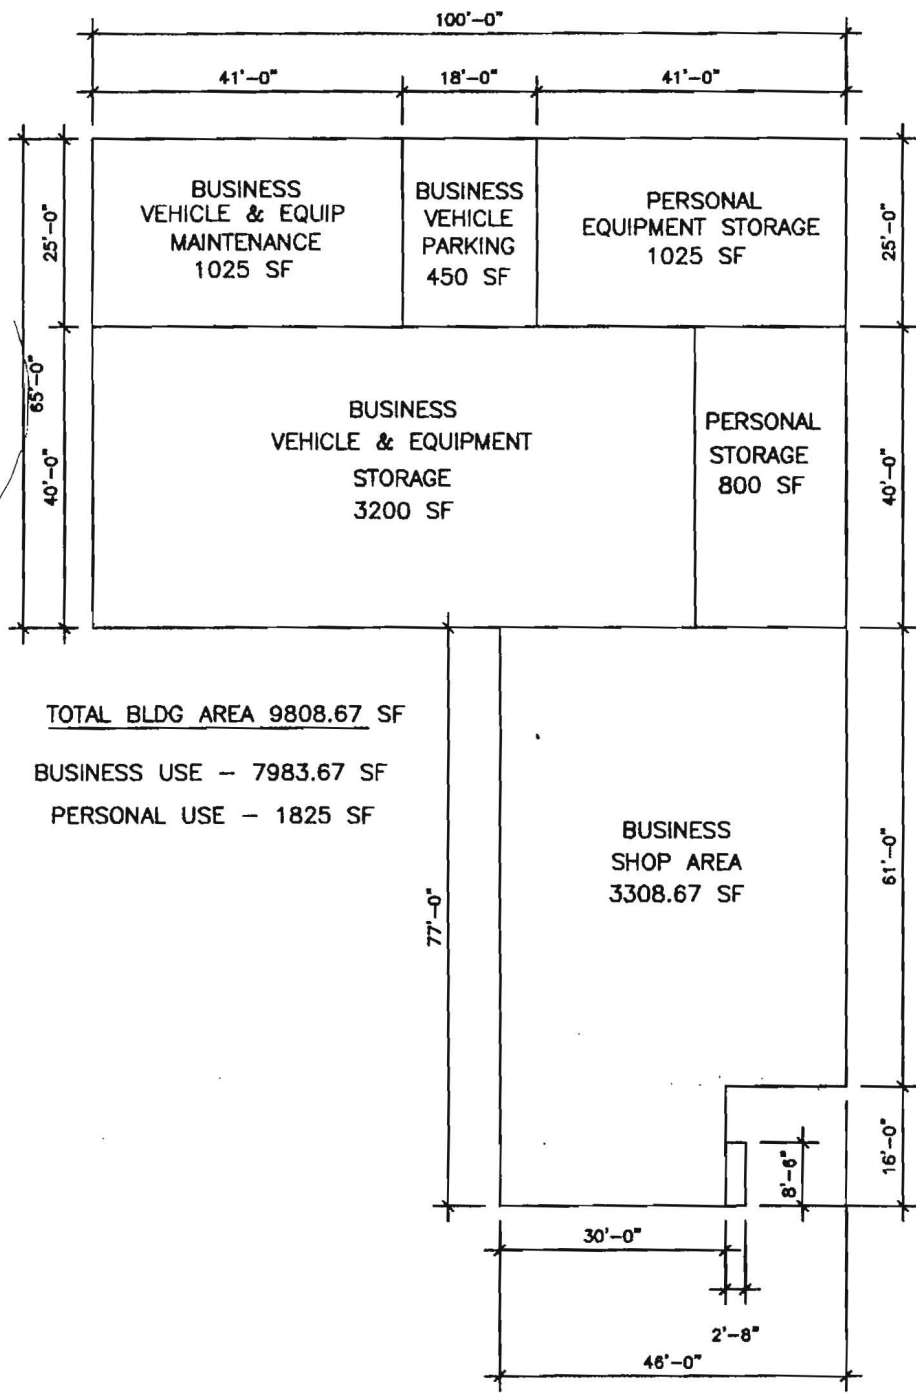 100'-0"
41'-0"
18'-0"
41'-0"
BUSINESS
VEHICLE & EQUIP
MAINTENANCE
1025 SF
BUSINESS
VEHICLE
PARKING
450 SF
PERSONAL
EQUIPMENT STORAGE
1025 SF
25'-0"
25'-0"
65'-0"
40'-0"
BUSINESS
VEHICLE & EQUIPMENT
STORAGE
3200 SF
PERSONAL
STORAGE
800 SF
40'-0"
TOTAL BLDG AREA 9808.67 SF
BUSINESS USE – 7983.67 SF
PERSONAL USE – 1825 SF
77'-0"
BUSINESS
SHOP AREA
3308.67 SF
61'-0"
16'-0"
8'-6"
30'-0"
2'-8"
46'-0"